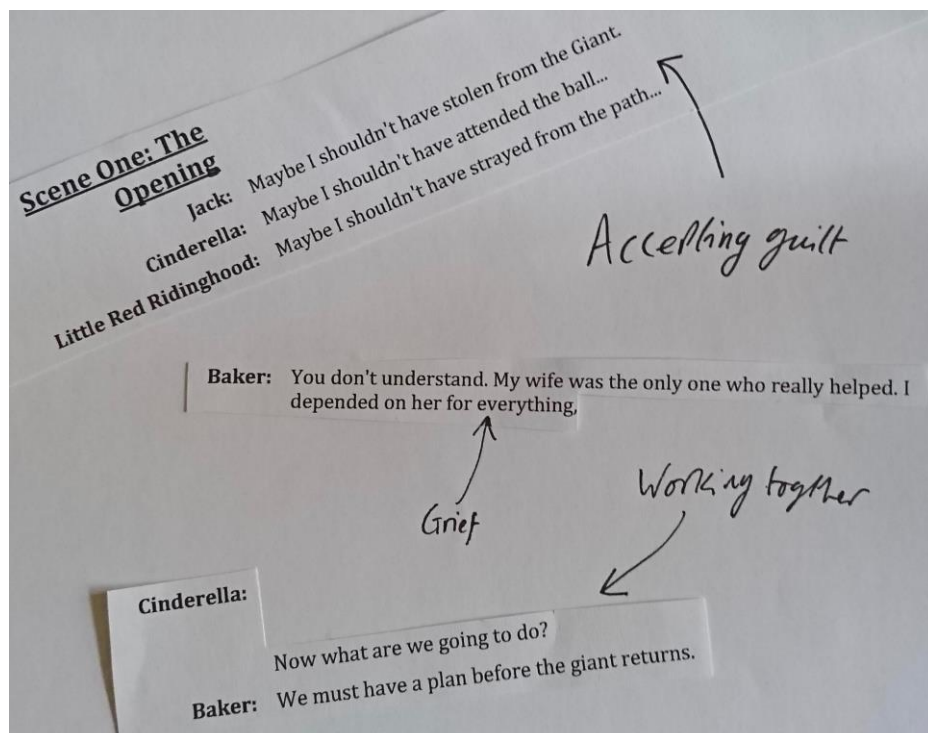 Scene One: The
Opening
Jack: Maybe I shouldn't have stolen from the Giant.
Cinderella: Maybe I shouldn't have attended the ball...
Little Red Ridinghood: Maybe I shouldn't have strayed from the path...
Accepting guilt
Baker: You don't understand. My wife was the only one who really helped. I
depended on her for everything,
Grief
Working together
Cinderella:
Now what are we going to do?
Baker: We must have a plan before the giant returns.